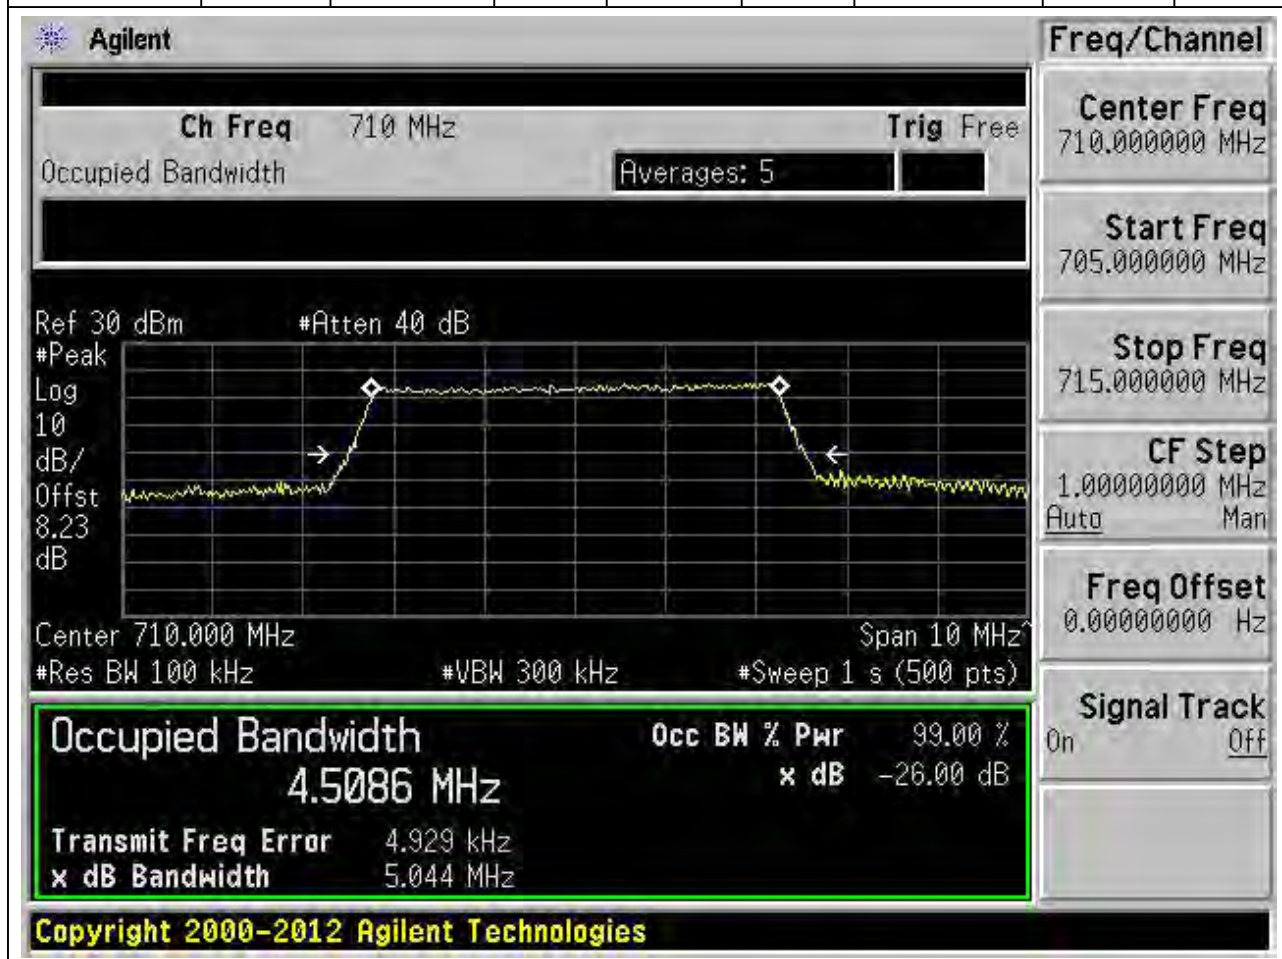 Agilent
Freq/Channel
Ch Freq 710 MHz Trig Free
Occupied Bandwidth Averages: 5
Center Freq
710.000000 MHz
Start Freq
705.000000 MHz
Stop Freq
715.000000 MHz
CF Step
1.00000000 MHz
Auto Man
Freq Offset
0.00000000 Hz
Signal Track
On Off
Ref 30 dBm #Atten 40 dB
#Peak
Log
10
dB/
Offst
8.23
dB
Center 710.000 MHz Span 10 MHz^
#Res BW 100 kHz #VBW 300 kHz #Sweep 1 s (500 pts)
Occupied Bandwidth Occ BW % Pwr 99.00 %
4.5086 MHz x dB -26.00 dB
Transmit Freq Error 4.929 kHz
x dB Bandwidth 5.044 MHz
Copyright 2000-2012 Agilent Technologies